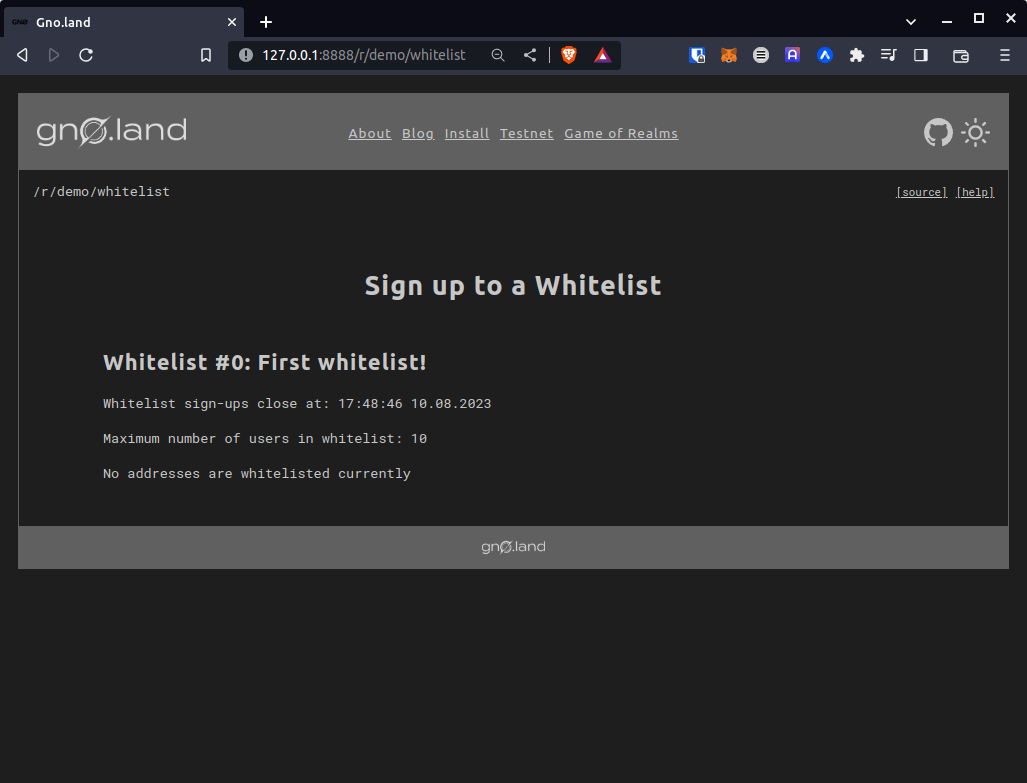 GNO Gno.land
127.0.0.1:8888/r/demo/whitelist
gnø.land
About Blog Install Testnet Game of Realms
/r/demo/whitelist
[source] [help]
Sign up to a Whitelist
Whitelist #0: First whitelist!
Whitelist sign-ups close at: 17:48:46 10.08.2023
Maximum number of users in whitelist: 10
No addresses are whitelisted currently
gnø.land